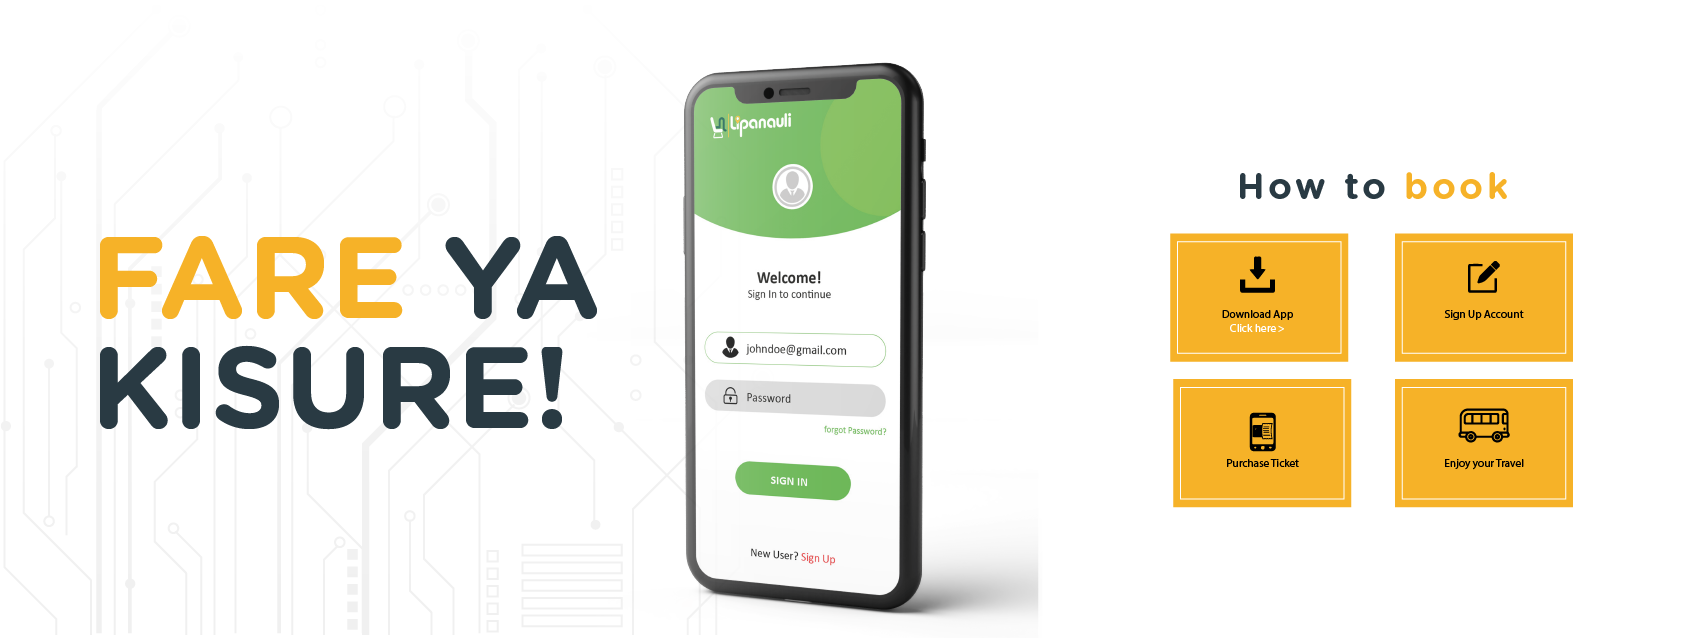 FARE YA
KISURE!
Lipanauli
Welcome!
Sign In to continue
johndoe@gmail.com
Password
forgot Password?
SIGN IN
New User? Sign Up
How to book
Download App
Click here >
Sign Up Account
Purchase Ticket
Enjoy your Travel